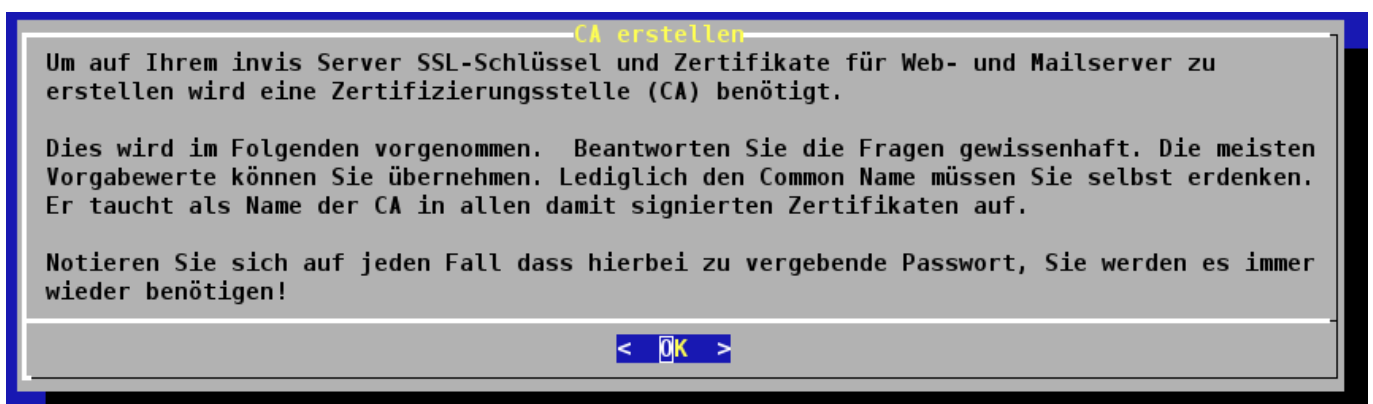 CA erstellen
Um auf Ihrem invis Server SSL-Schlüssel und Zertifikate für Web- und Mailserver zu
erstellen wird eine Zertifizierungsstelle (CA) benötigt.
Dies wird im Folgenden vorgenommen.  Beantworten Sie die Fragen gewissenhaft. Die meisten
Vorgabewerte können Sie übernehmen. Lediglich den Common Name müssen Sie selbst erdenken.
Er taucht als Name der CA in allen damit signierten Zertifikaten auf.
Notieren Sie sich auf jeden Fall dass hierbei zu vergebende Passwort, Sie werden es immer
wieder benötigen!
<  OK  >